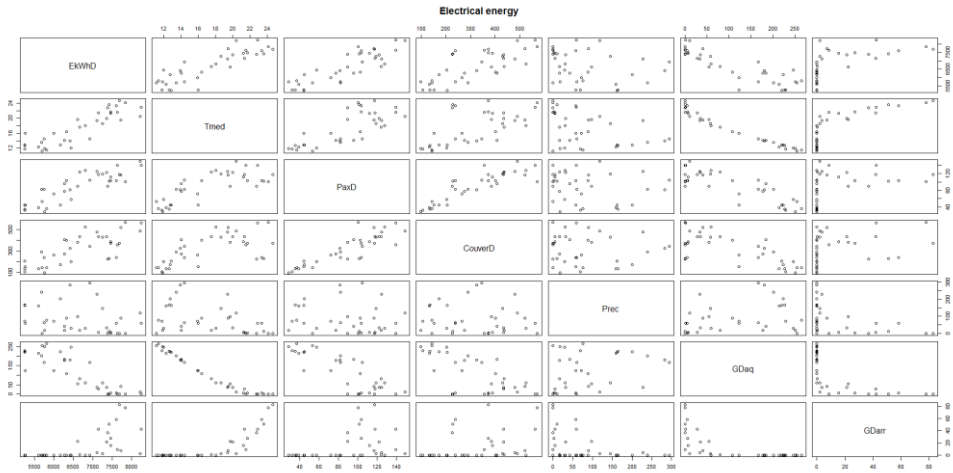 Electrical energy
12 14 16 18 20 22 24
100 200 300 400 500
0 50 100 150 200 250
EkWhD
5500 6500 7500
12 16 20 24
Tmed
PaxD
40 80 120
100 300 500
CouverD
Prec
0 100 200 300
0 50 150 250
GDaq
GDarr
0 20 40 60 80
5500 6000 6500 7000 7500 8000
40 60 80 100 120 140
0 50 100 150 200 250 300
0 20 40 60 80